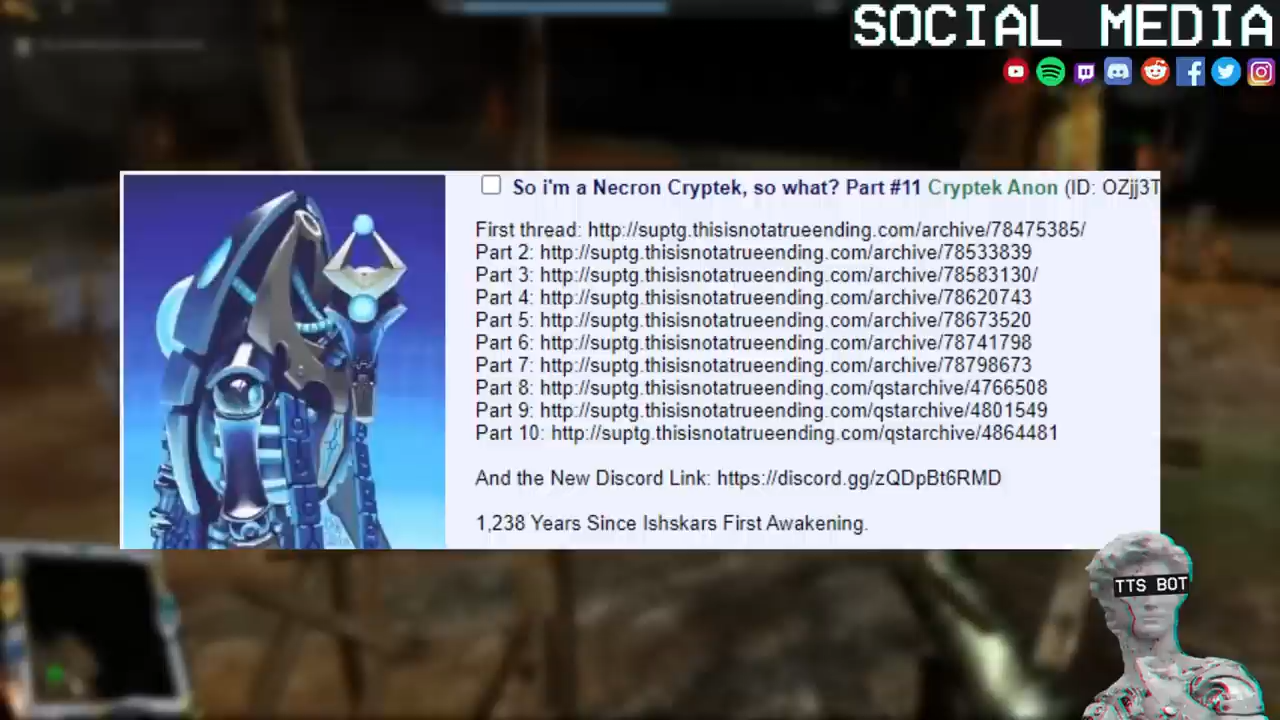 SOCIAL MEDIA
So i'm a Necron Cryptek, so what? Part #11 Cryptek Anon (ID: OZjj3T
First thread: http://suptg.thisisnotatrueending.com/archive/78475385/
Part 2: http://suptg.thisisnotatrueending.com/archive/78533839
Part 3: http://suptg.thisisnotatrueending.com/archive/78583130/
Part 4: http://suptg.thisisnotatrueending.com/archive/78620743
Part 5: http://suptg.thisisnotatrueending.com/archive/78673520
Part 6: http://suptg.thisisnotatrueending.com/archive/78741798
Part 7: http://suptg.thisisnotatrueending.com/archive/78798673
Part 8: http://suptg.thisisnotatrueending.com/qstarchive/4766508
Part 9: http://suptg.thisisnotatrueending.com/qstarchive/4801549
Part 10: http://suptg.thisisnotatrueending.com/qstarchive/4864481
And the New Discord Link: https://discord.gg/zQDpBt6RMD
1,238 Years Since Ishskars First Awakening.
TTS BOT